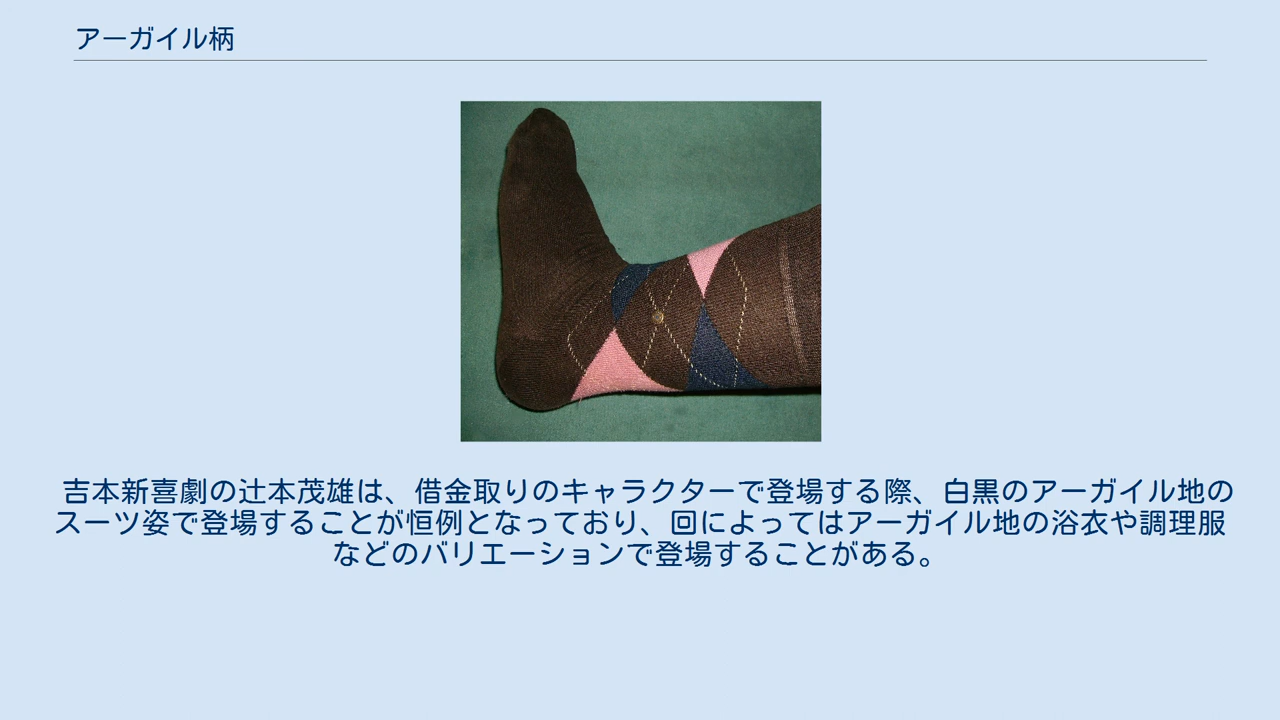 アーガイル柄
吉本新喜劇の辻本茂雄は、借金取りのキャラクターで登場する際、白黒のアーガイル地の
スーツ姿で登場することが恒例となっており、回によってはアーガイル地の浴衣や調理服
などのバリエーションで登場することがある。